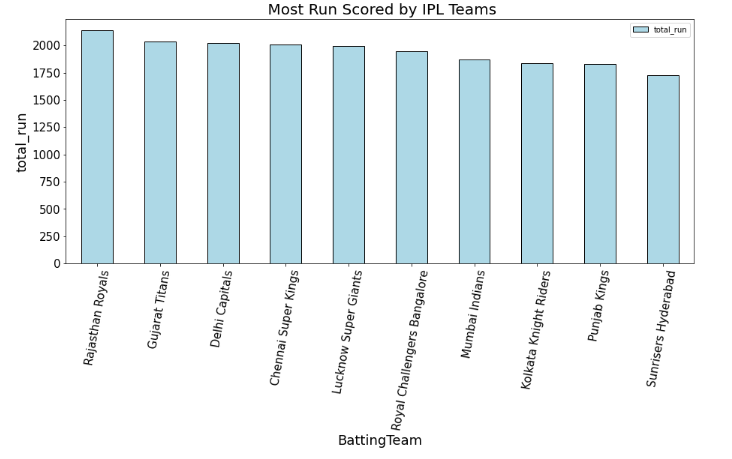 Most Run Scored by IPL Teams
total_run
total_run
2000
1750
1500
1250
1000
750
500
250
0
Rajasthan Royals
Gujarat Titans
Delhi Capitals
Chennai Super Kings
Lucknow Super Giants
Royal Challengers Bangalore
Mumbai Indians
Kolkata Knight Riders
Punjab Kings
Sunrisers Hyderabad
BattingTeam